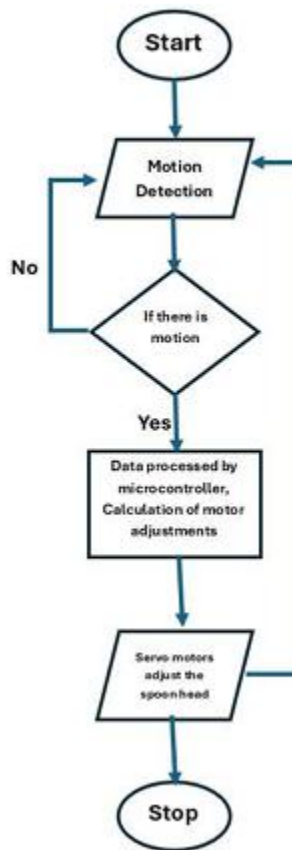 Start
Motion
Detection
No
If there is
motion
Yes
Data processed by
microcontroller,
Calculation of motor
adjustments
Servo motors
adjust the
spoon head
Stop